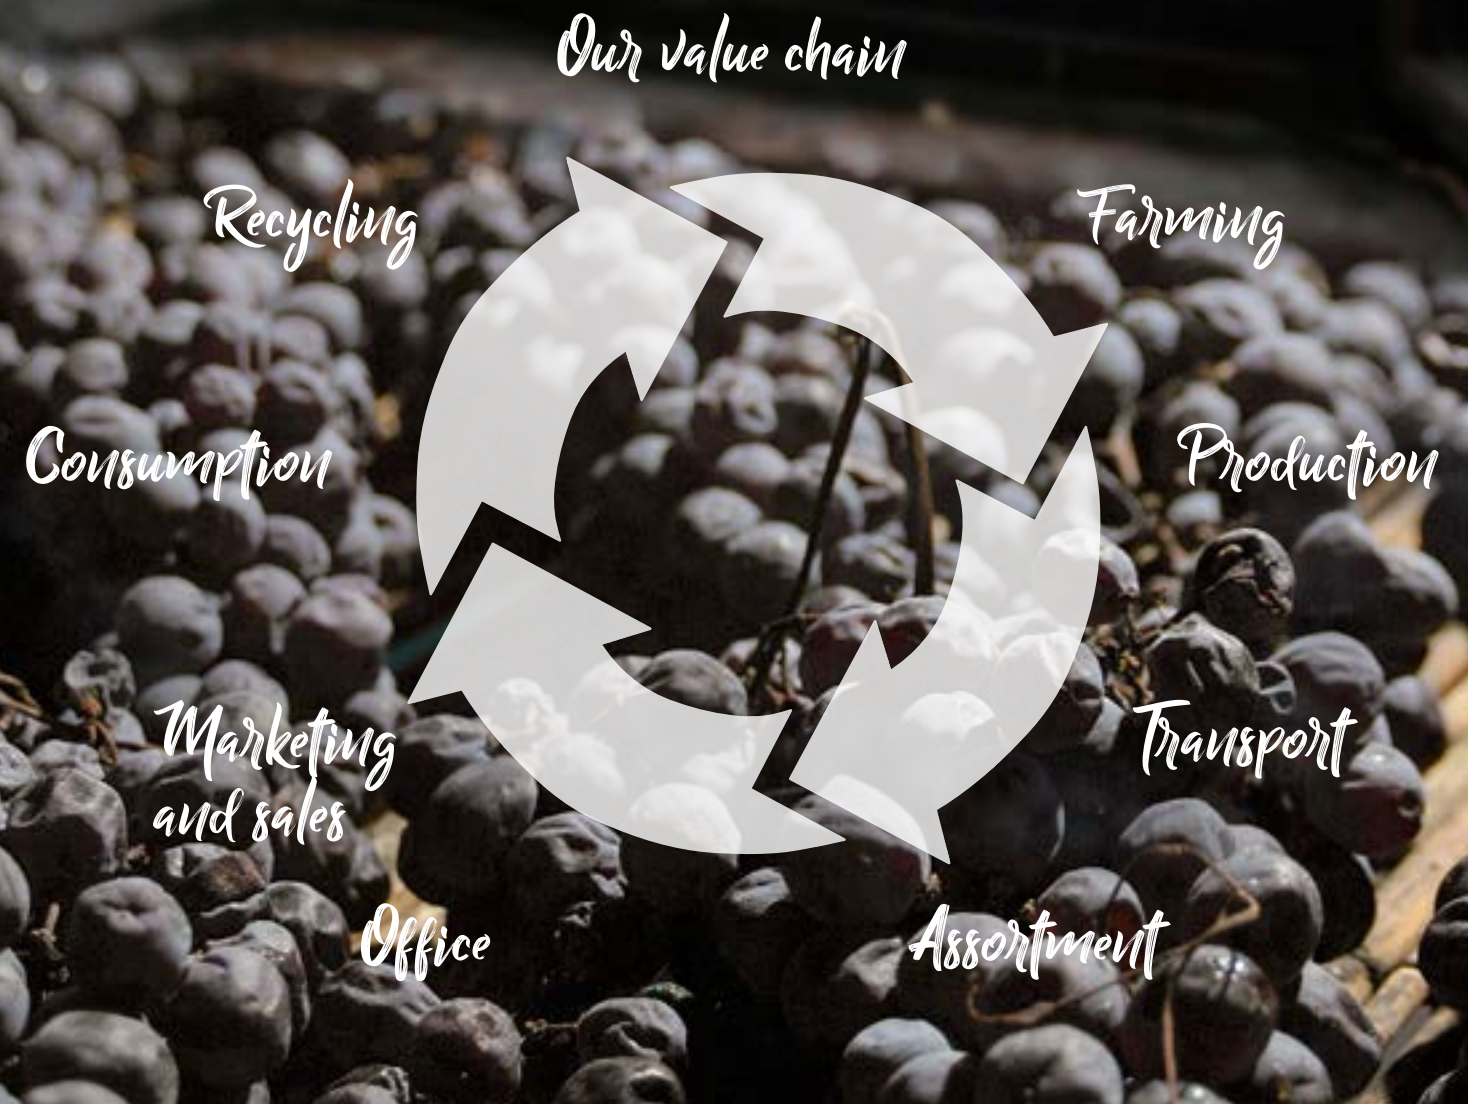 Our value chain
Recycling
Farming
Consumption
Production
Marketing
and sales
Transport
Office
Assortment